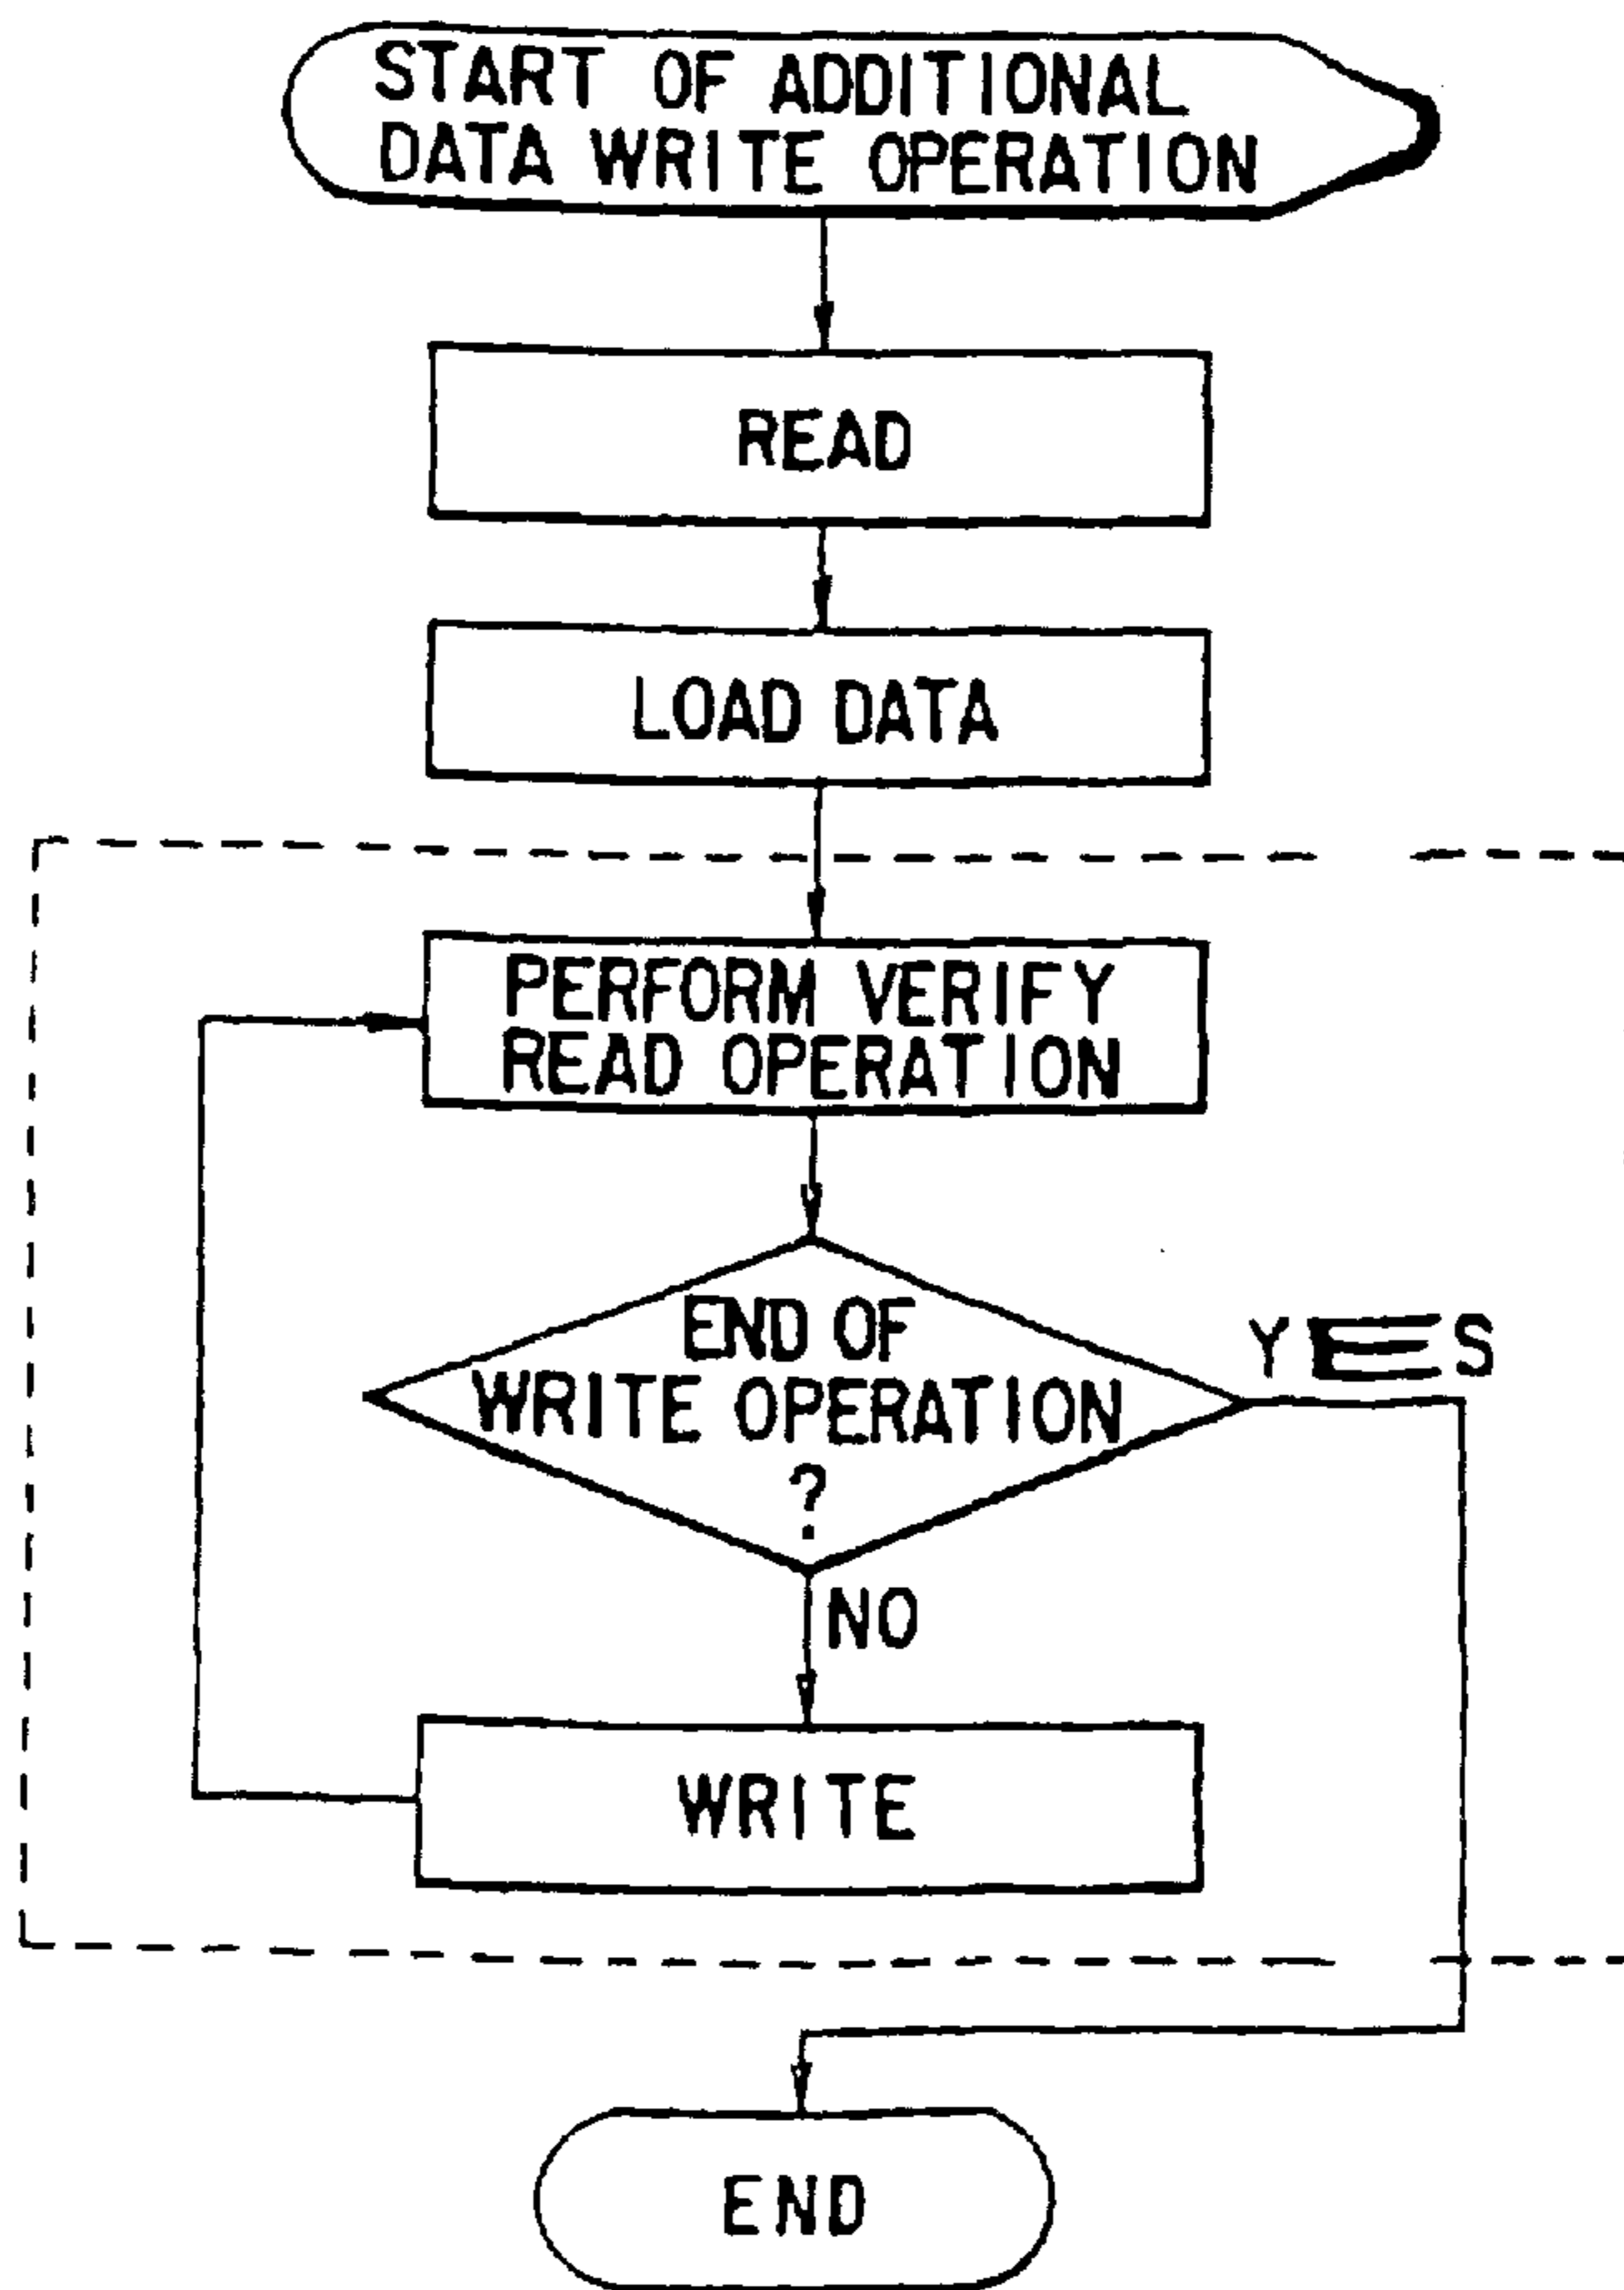 START OF ADDITIONAL
DATA WRITE OPERATION
READ
LOAD DATA
PERFORM VERIFY
READ OPERATION
END OF
WRITE OPERATION
?
YES
NO
WRITE
END